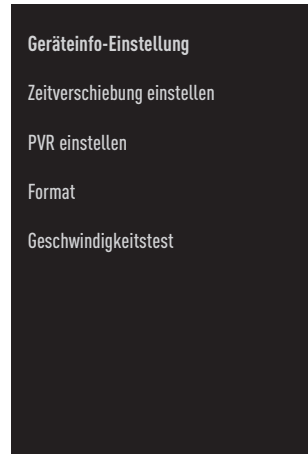 Geräteinfo-Einstellung
Zeitverschiebung einstellen
PVR einstellen
Format
Geschwindigkeitstest